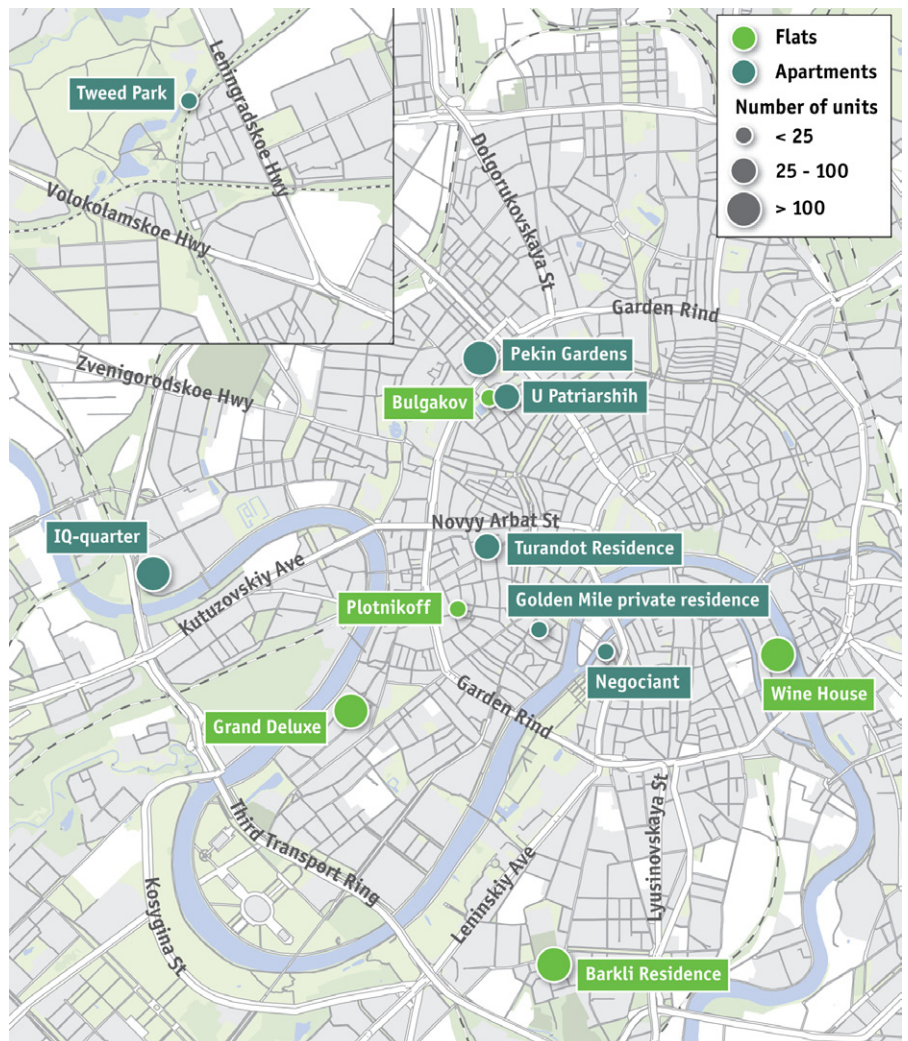 Flats
Apartments
Number of units
< 25
25 - 100
> 100
Tweed Park
Leningradskoe Hwy
Volokolamskoe Hwy
Dolgorukovskaya St
Garden Rind
Zvenigorodskoe Hwy
Pekin Gardens
Bulgakov
U Patriarshih
Novyy Arbat St
IQ-quarter
Turandot Residence
Kutuzovskiy Ave
Plotnikoff
Golden Mile private residence
Negociant
Wine House
Grand Deluxe
Garden Rind
Third Transport Ring
Lyusinovskaya St
Leninskiy Ave
Kosygina St
Barkli Residence